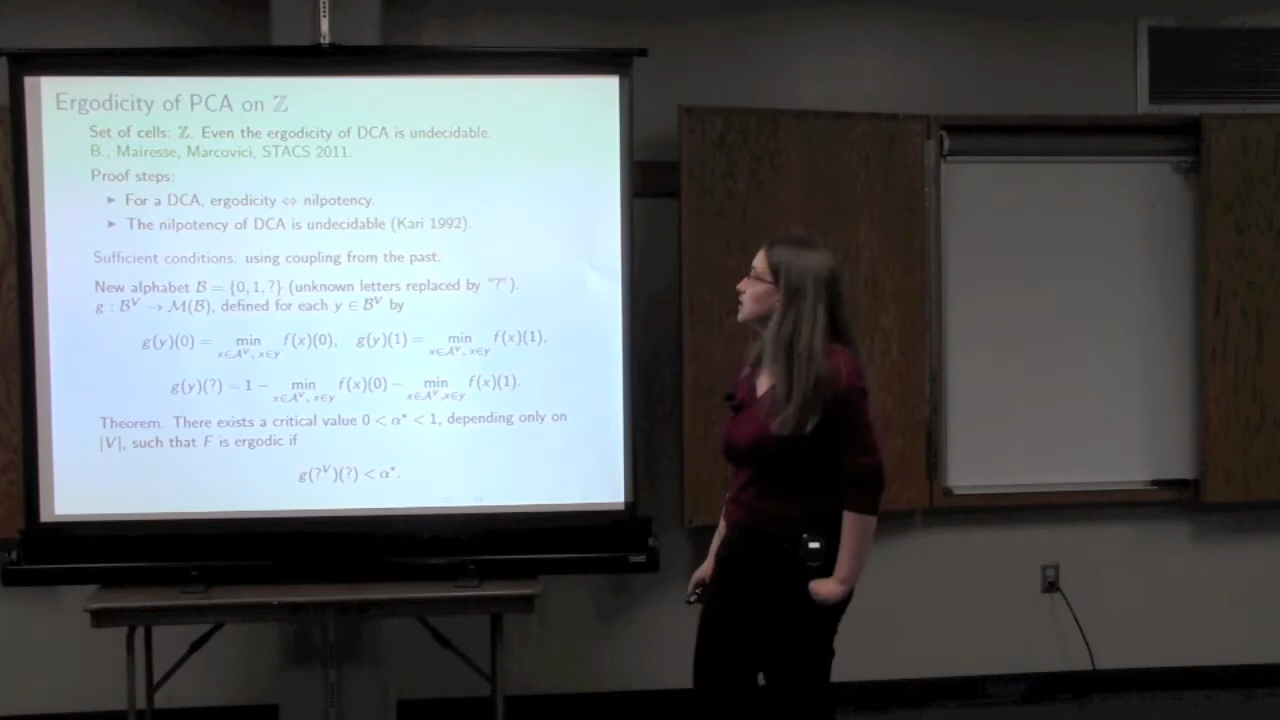 Ergodicity of PCA on ℤ
Set of cells: ℤ. Even the ergodicity of DCA is undecidable.
B., Mairesse, Marcovici, STACS 2011.
Proof steps:
▶ For a DCA, ergodicity ⇔ nilpotency.
▶ The nilpotency of DCA is undecidable (Kari 1992).
Sufficient conditions: using coupling from the past.
New alphabet ℬ = {0, 1, ?} (unknown letters replaced by "?").
g : ℬ^V → ℳ(ℬ), defined for each y ∈ ℬ^V by
g(y)(0) = min_{x∈𝒜^V, x∈y} f(x)(0), g(y)(1) = min_{x∈𝒜^V, x∈y} f(x)(1),
g(y)(?) = 1 − min_{x∈𝒜^V, x∈y} f(x)(0) − min_{x∈𝒜^V, x∈y} f(x)(1).
Theorem. There exists a critical value 0 < α* < 1, depending only on
|V|, such that F is ergodic if
g(?^V)(?) < α*.